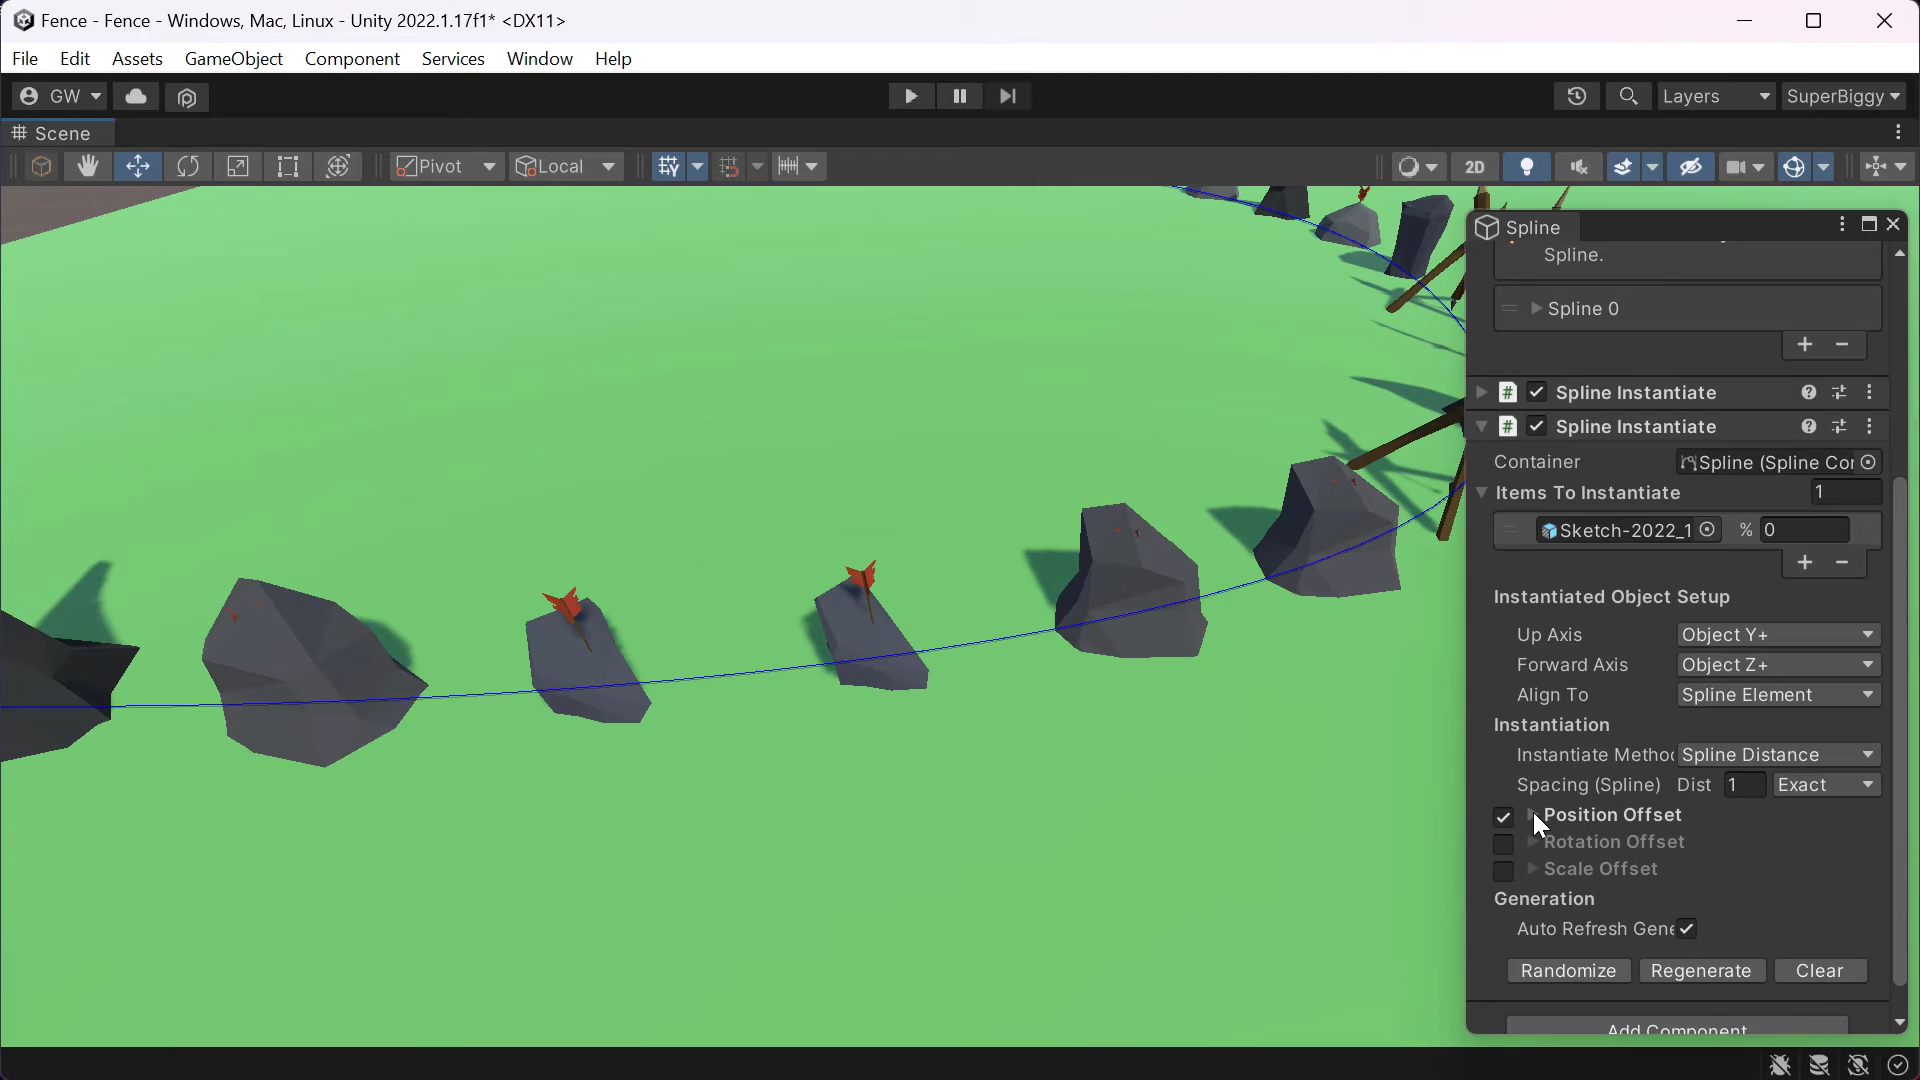 Fence - Fence - Windows, Mac, Linux - Unity 2022.1.17f1* <DX11>
File Edit Assets GameObject Component Services Window Help
GW Layers SuperBiggy
Scene
Pivot Local 2D
Spline
Spline.
Spline 0
+ −
# Spline Instantiate
# Spline Instantiate
Container Spline (Spline Cor
Items To Instantiate 1
Sketch-2022_1 % 0
+ −
Instantiated Object Setup
Up Axis Object Y+
Forward Axis Object Z+
Align To Spline Element
Instantiation
Instantiate Metho Spline Distance
Spacing (Spline) Dist 1 Exact
Position Offset
Rotation Offset
Scale Offset
Generation
Auto Refresh Gene
Randomize Regenerate Clear
Add Component